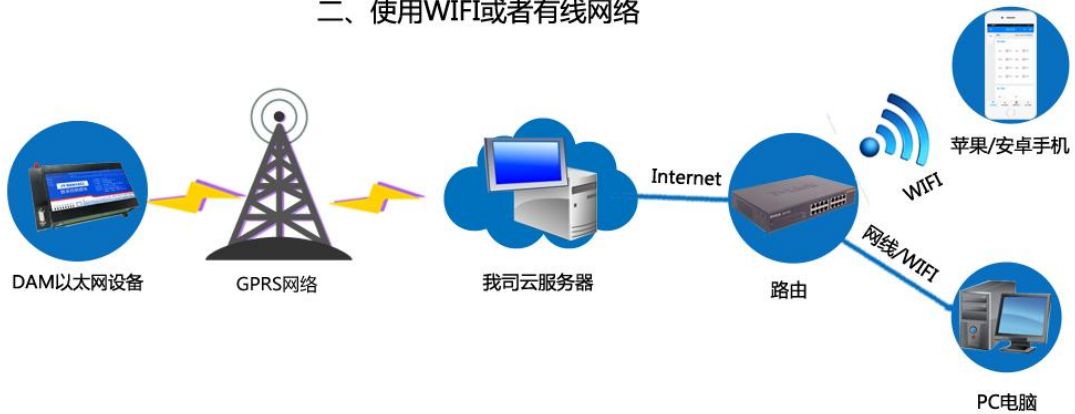 二、使用WIFI或者有线网络
苹果/安卓手机
WIFI
Internet
网线/WIFI
DAM以太网设备
GPRS网络
我司云服务器
路由
PC电脑